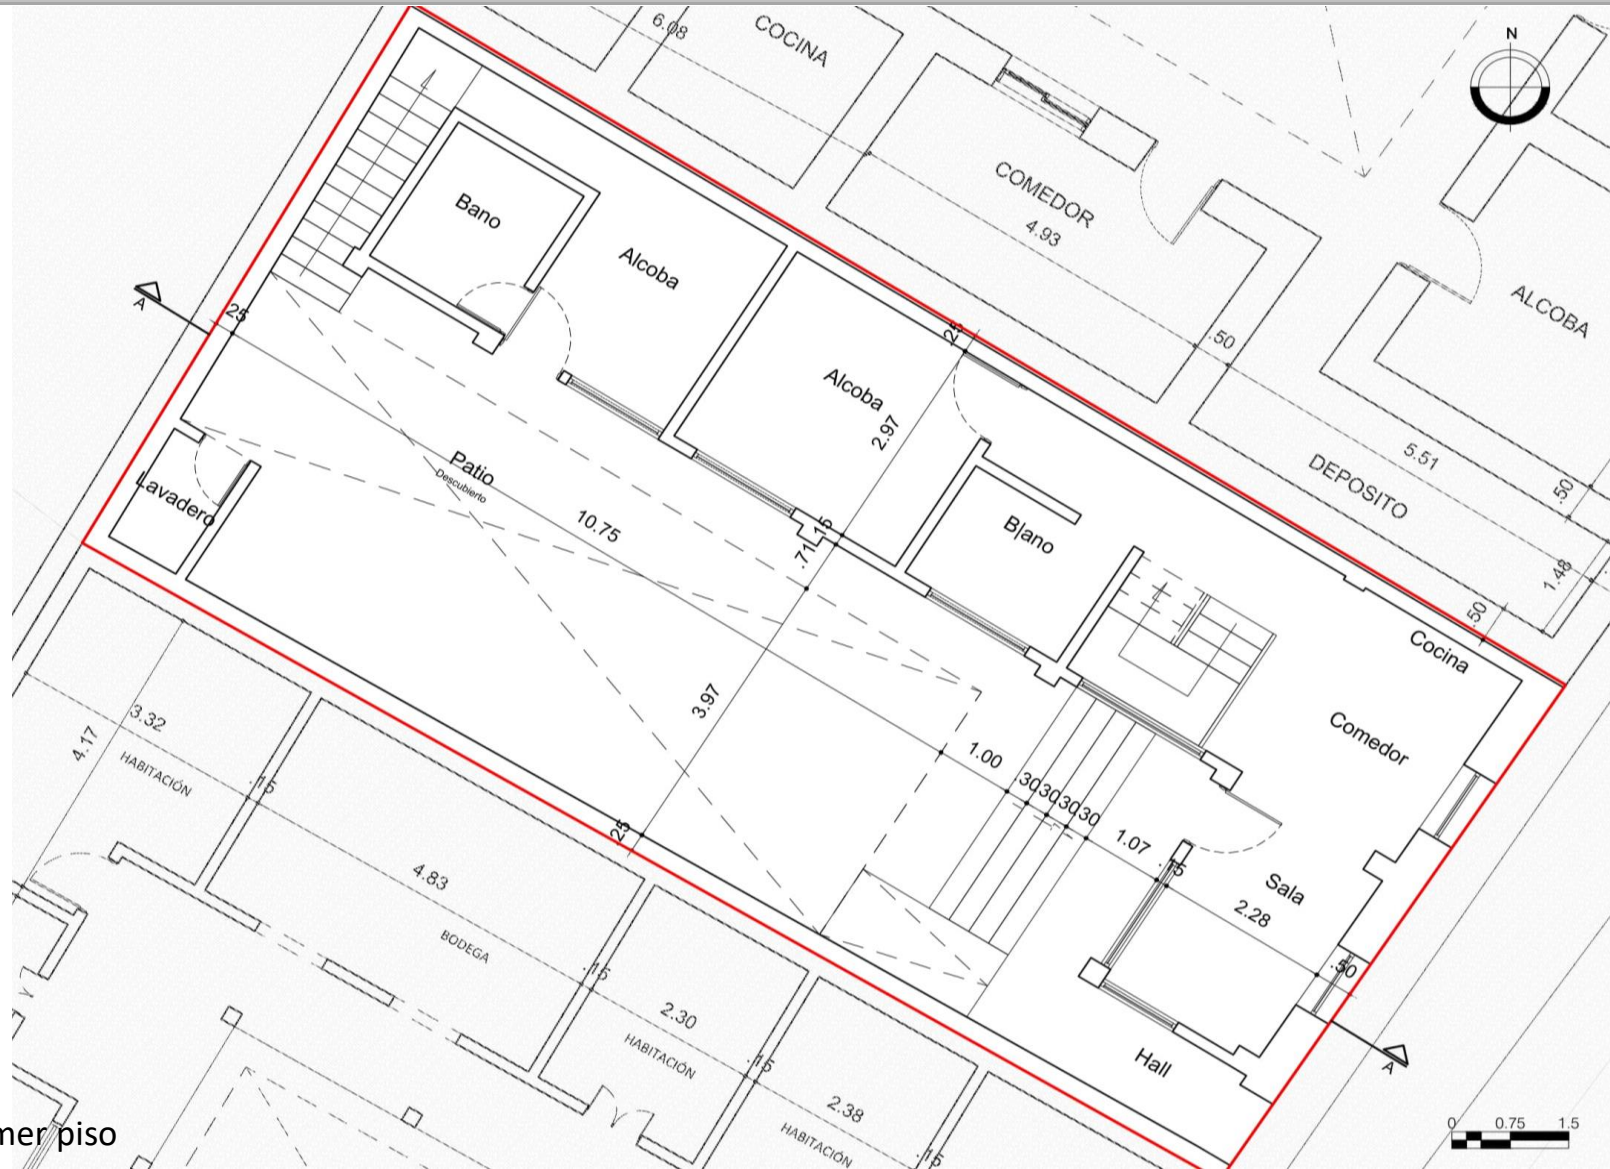 6.08
COCINA
N
COMEDOR
4.93
Bano
Alcoba
ALCOBA
A
25
25
.50
Alcoba
2.97
5.51
DEPOSITO
.50
Patio
Descubierto
Lavadero
10.75
.15
.71
Bano
1.48
.50
Cocina
3.97
Comedor
3.32
4.17
HABITACIÓN
.15
1.00
.30
.30
.30
.30
25
1.07
.15
Sala
2.28
4.83
BODEGA
.50
.15
2.30
HABITACIÓN
.15
Hall
A
2.38
HABITACIÓN
.15
0 0.75 1.5
mer piso